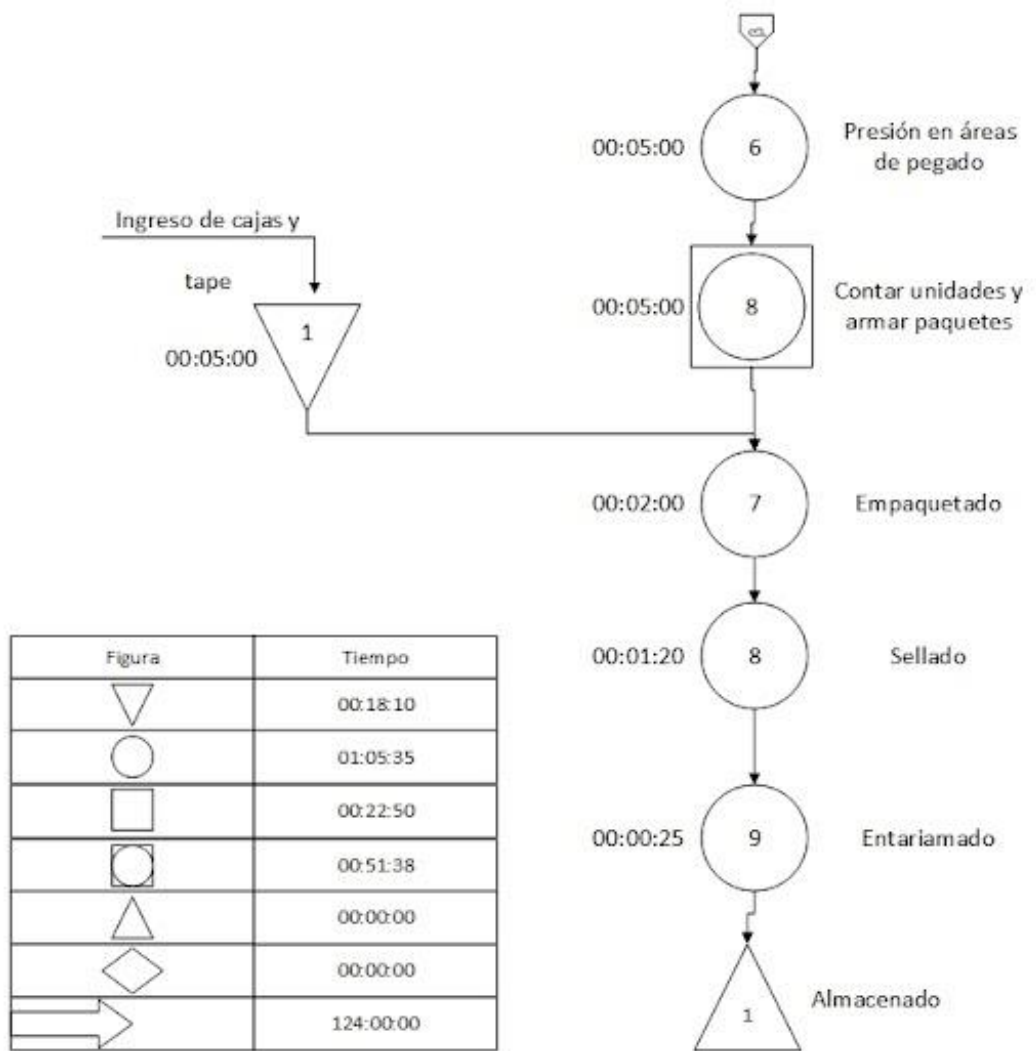 B
00:05:00
6
Presión en áreas
de pegado
Ingreso de cajas y
tape
1
00:05:00
00:05:00
8
Contar unidades y
armar paquetes
00:02:00
7
Empaquetado
00:01:20
8
Sellado
00:00:25
9
Entariamado
1
Almacenado
Figura
Tiempo
00:18:10
01:05:35
00:22:50
00:51:38
00:00:00
00:00:00
124:00:00